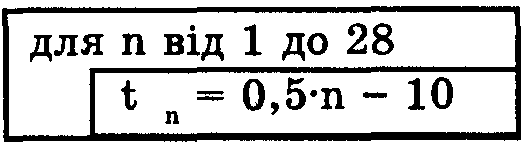 для n від 1 до 28
t n = 0,5·n − 10